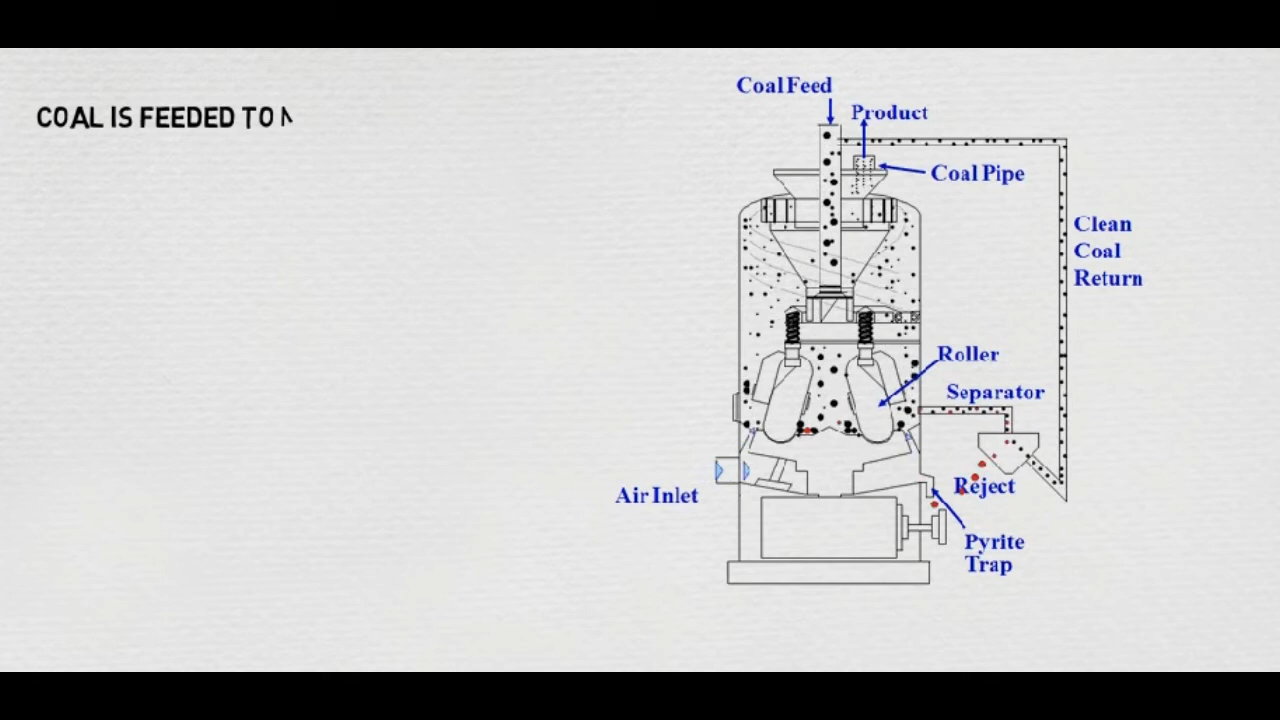 COAL IS FEEDED TO
Coal Feed
Product
Coal Pipe
Clean
Coal
Return
Roller
Separator
Air Inlet
Reject
Pyrite
Trap